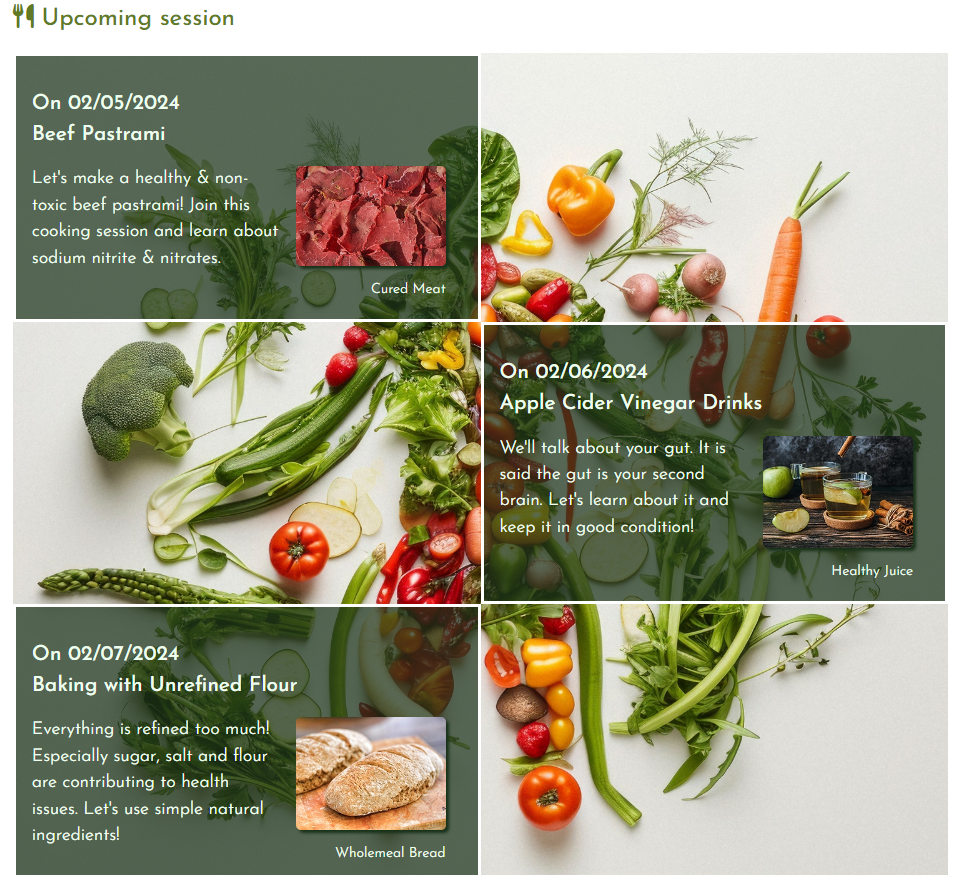 Upcoming session
On 02/05/2024
Beef Pastrami
Let's make a healthy & non-
toxic beef pastrami! Join this
cooking session and learn about
sodium nitrite & nitrates.
Cured Meat
On 02/06/2024
Apple Cider Vinegar Drinks
We'll talk about your gut. It is
said the gut is your second
brain. Let's learn about it and
keep it in good condition!
Healthy Juice
On 02/07/2024
Baking with Unrefined Flour
Everything is refined too much!
Especially sugar, salt and flour
are contributing to health
issues. Let's use simple natural
ingredients!
Wholemeal Bread